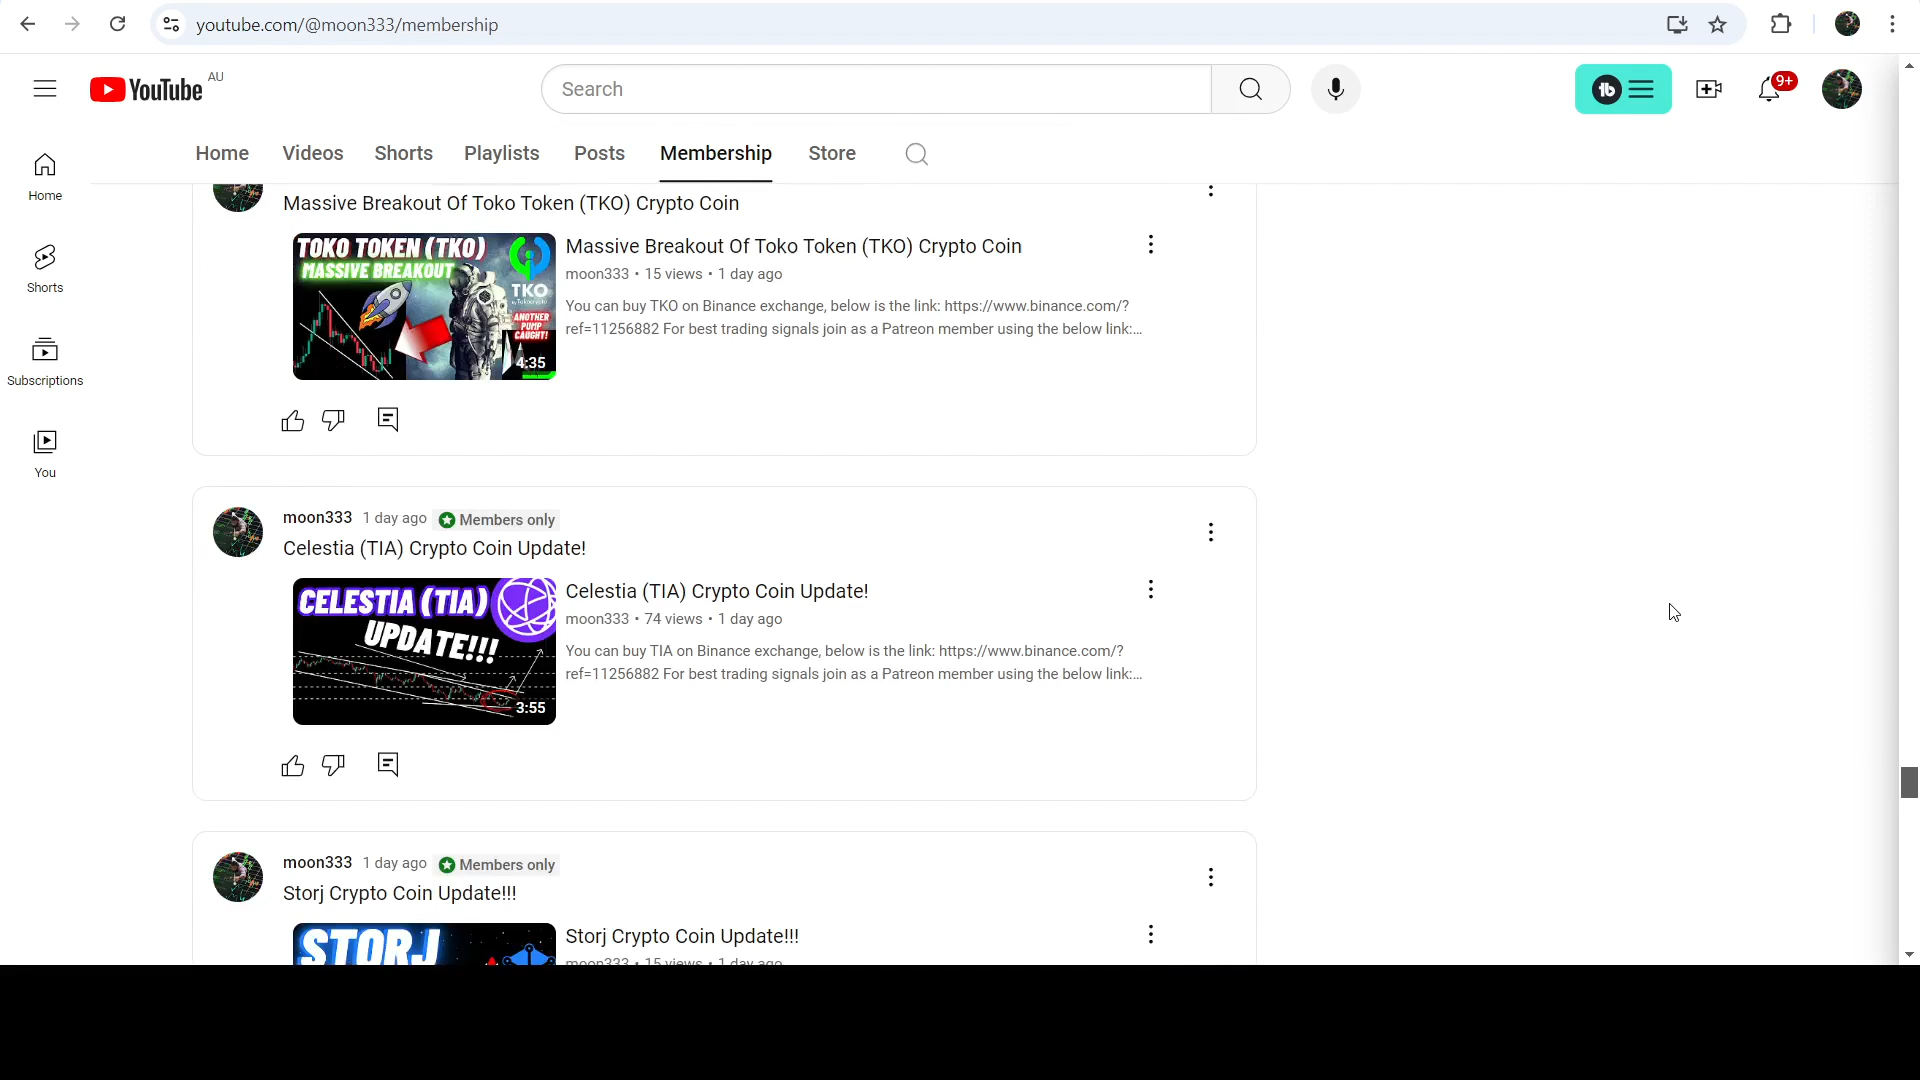 youtube.com/@moon333/membership
YouTube AU
Search
9+
Home Videos Shorts Playlists Posts Membership Store
Home
Shorts
Subscriptions
You
Massive Breakout Of Toko Token (TKO) Crypto Coin
TOKO TOKEN (TKO)
MASSIVE BREAKOUT
TKO
by Tokocrypto
ANOTHER
PUMP
CAUGHT!
4:35
Massive Breakout Of Toko Token (TKO) Crypto Coin
moon333 • 15 views • 1 day ago
You can buy TKO on Binance exchange, below is the link: https://www.binance.com/?
ref=11256882 For best trading signals join as a Patreon member using the below link:...
moon333 1 day ago Members only
Celestia (TIA) Crypto Coin Update!
CELESTIA (TIA)
UPDATE!!!
3:55
Celestia (TIA) Crypto Coin Update!
moon333 • 74 views • 1 day ago
You can buy TIA on Binance exchange, below is the link: https://www.binance.com/?
ref=11256882 For best trading signals join as a Patreon member using the below link:...
moon333 1 day ago Members only
Storj Crypto Coin Update!!!
STORJ
Storj Crypto Coin Update!!!
moon333 • 15 views • 1 day ago